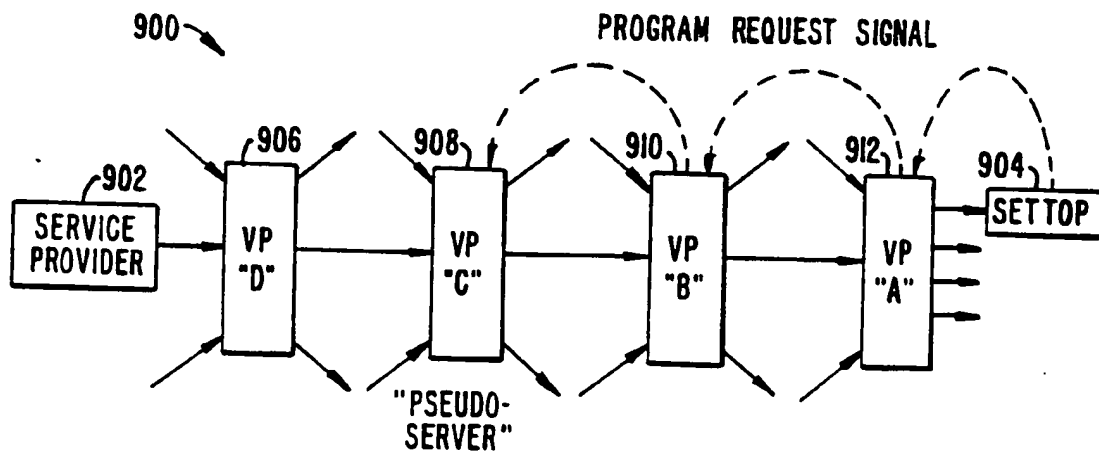 900
PROGRAM REQUEST SIGNAL
902
SERVICE
PROVIDER
906
VP
"D"
908
VP
"C"
"PSEUDO-
SERVER"
910
VP
"B"
912
VP
"A"
904
SETTOP